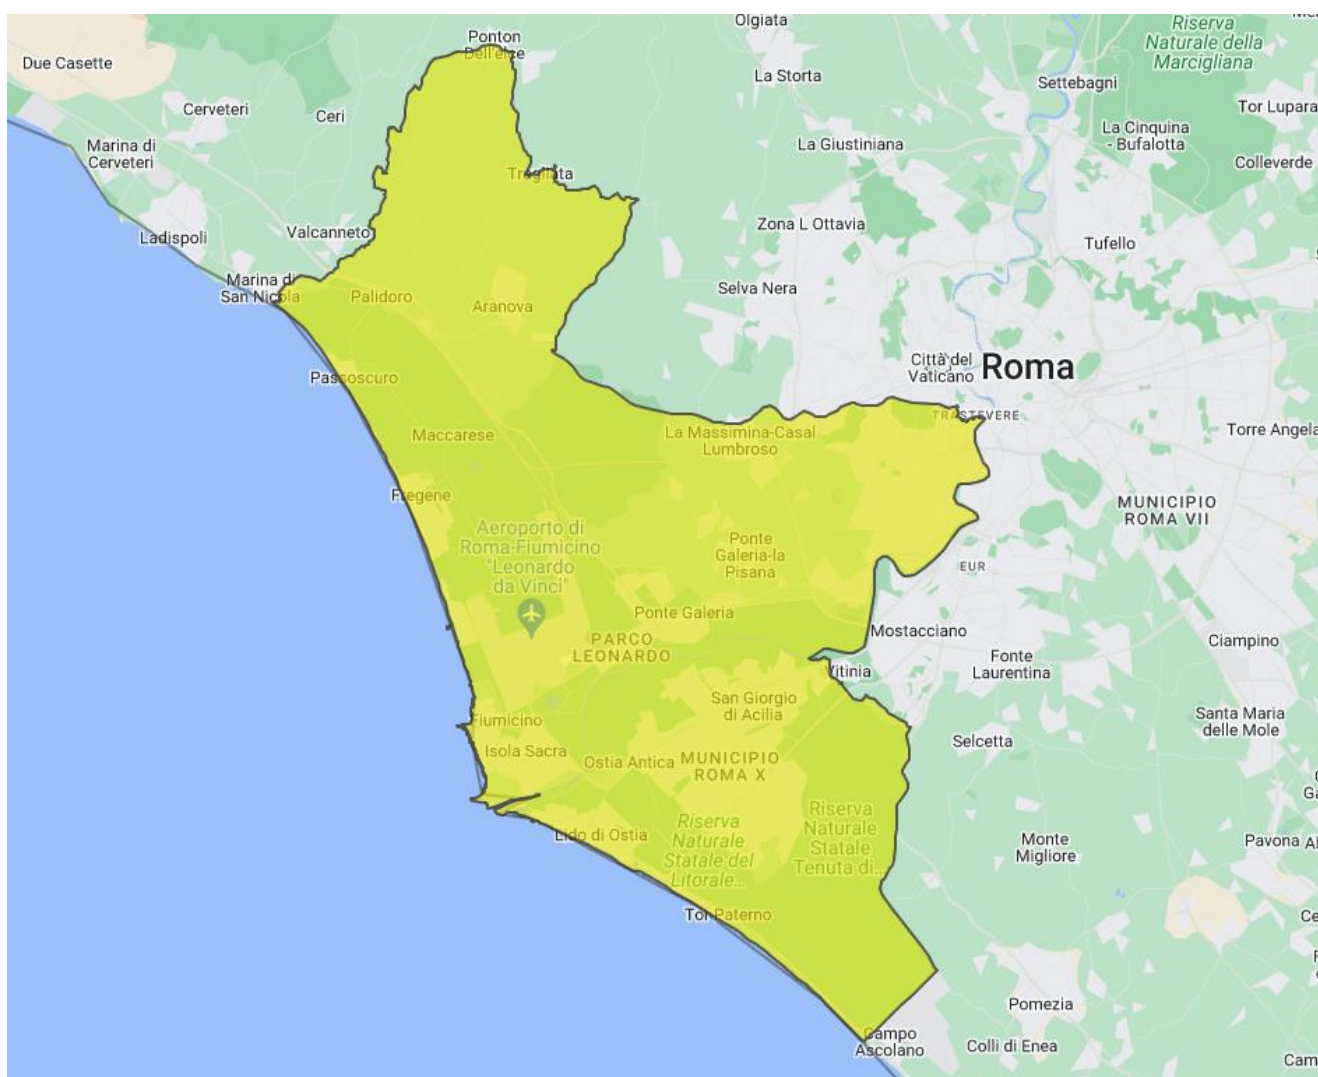 Olgiata
Riserva
Naturale della
Marcigliana
Ponton
Dell'elce
Due Casette
La Storta
Settebagni
Cerveteri
Ceri
Tor Lupara
La Cinquina
- Bufalotta
Marina di
Cerveteri
La Giustiniana
Colleverde
Tragliata
Zona L Ottavia
Valcanneto
Ladispoli
Tufello
Marina di
San Nicola
Palidoro
Aranova
Selva Nera
Città del
Vaticano
Roma
Passoscuro
TRASTEVERE
Maccarese
La Massimina-Casal
Lumbroso
Torre Angela
Fregene
MUNICIPIO
ROMA VII
Aeroporto di
Roma-Fiumicino
"Leonardo
da Vinci"
Ponte
Galeria-la
Pisana
EUR
Ponte Galeria
Mostacciano
PARCO
LEONARDO
Ciampino
Fonte
Laurentina
Vitinia
San Giorgio
di Acilia
Fiumicino
Santa Maria
delle Mole
Isola Sacra
Selcetta
Ostia Antica
MUNICIPIO
ROMA X
Riserva
Naturale
Statale
Tenuta di...
Riserva
Naturale
Statale del
Litorale...
Lido di Ostia
Monte
Migliore
Pavona
Tor Paterno
Pomezia
Campo
Ascolano
Colli di Enea